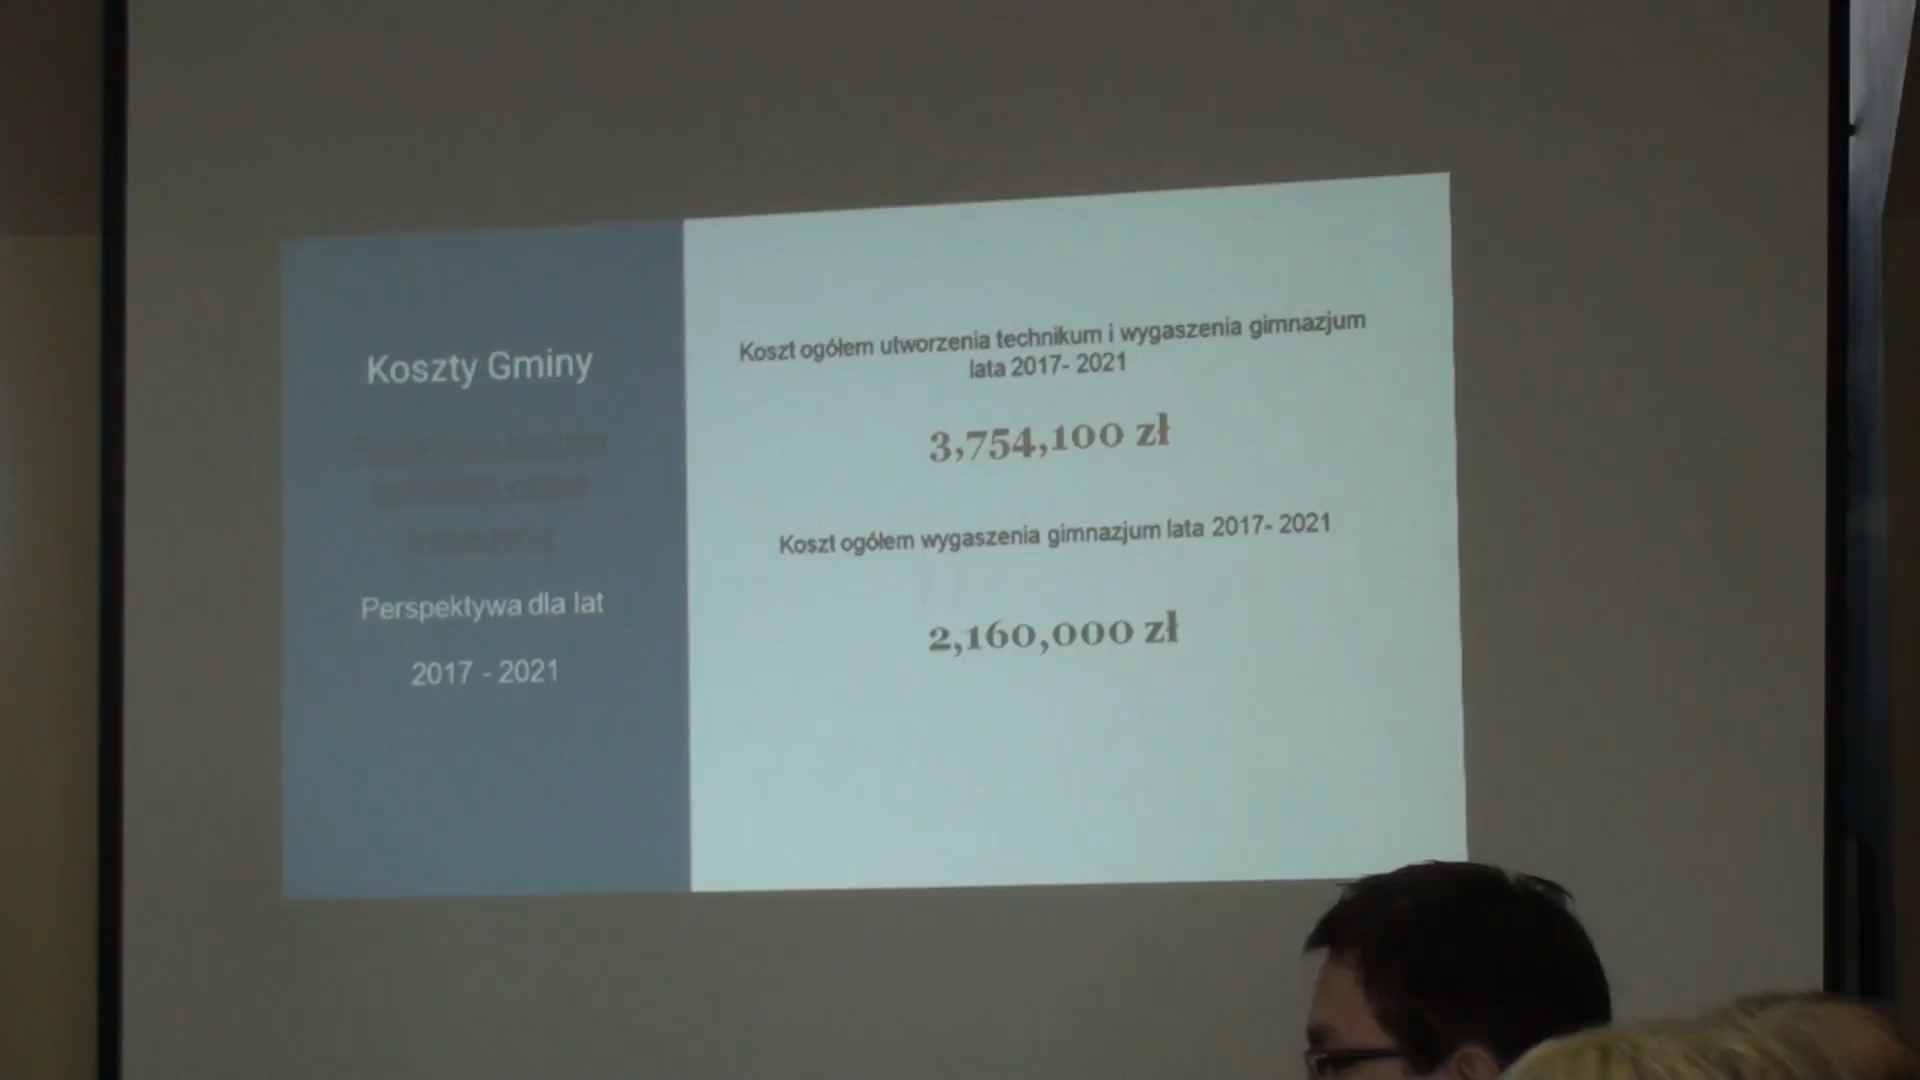 Koszty Gminy
Perspektywa dla lat
2017 - 2021
Koszt ogółem utworzenia technikum i wygaszenia gimnazjum
lata 2017- 2021
3,754,100 zł
Koszt ogółem wygaszenia gimnazjum lata 2017- 2021
2,160,000 zł